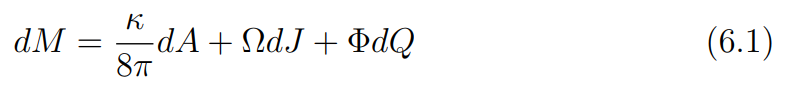 dM = κ/8π dA + ΩdJ + ΦdQ (6.1)